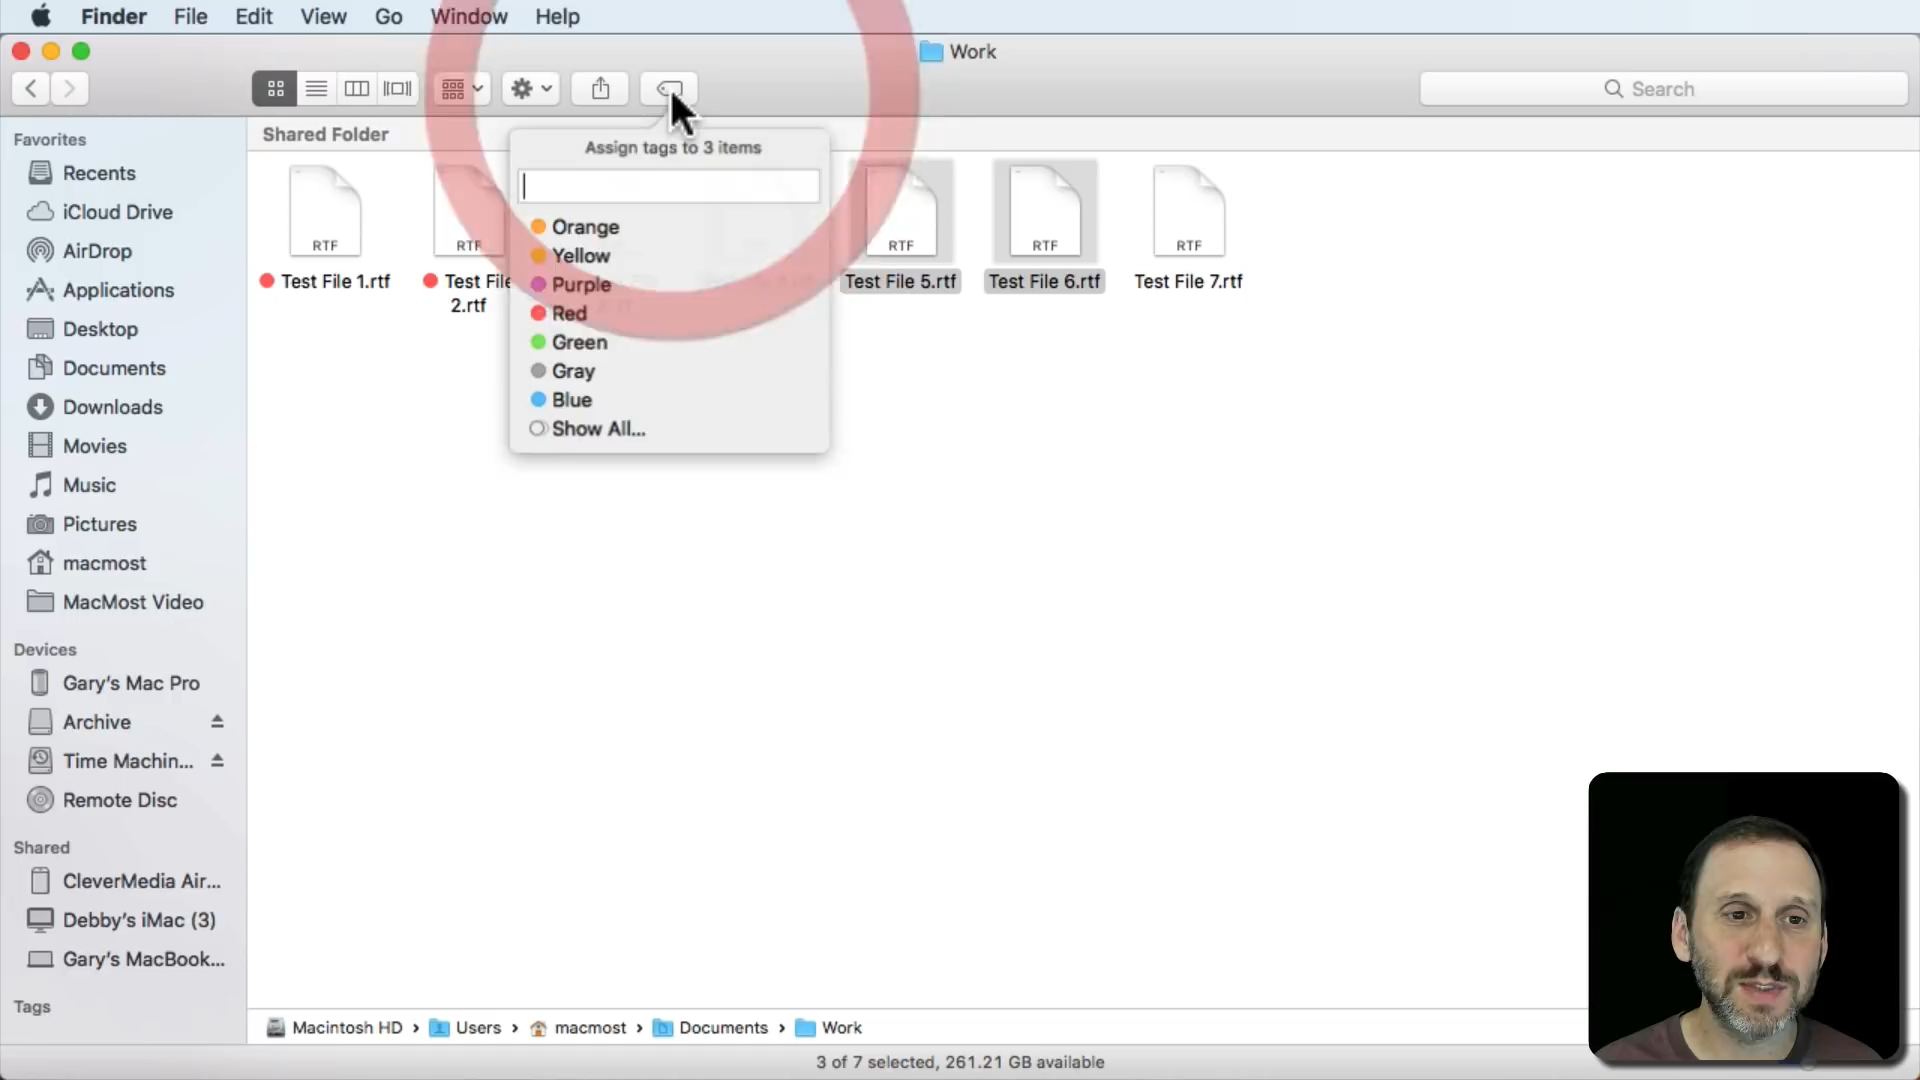 Finder File Edit View Go Window Help
Work
Search
Favorites
Recents
iCloud Drive
AirDrop
Applications
Desktop
Documents
Downloads
Movies
Music
Pictures
macmost
MacMost Video
Devices
Gary's Mac Pro
Archive
Time Machin...
Remote Disc
Shared
CleverMedia Air...
Debby's iMac (3)
Gary's MacBook...
Tags
Shared Folder
Assign tags to 3 items
Orange
Yellow
Purple
Red
Green
Gray
Blue
Show All...
RTF
Test File 1.rtf
RTF
Test File
2.rtf
RTF
Test File 5.rtf
RTF
Test File 6.rtf
RTF
Test File 7.rtf
Macintosh HD › Users › macmost › Documents › Work
3 of 7 selected, 261.21 GB available